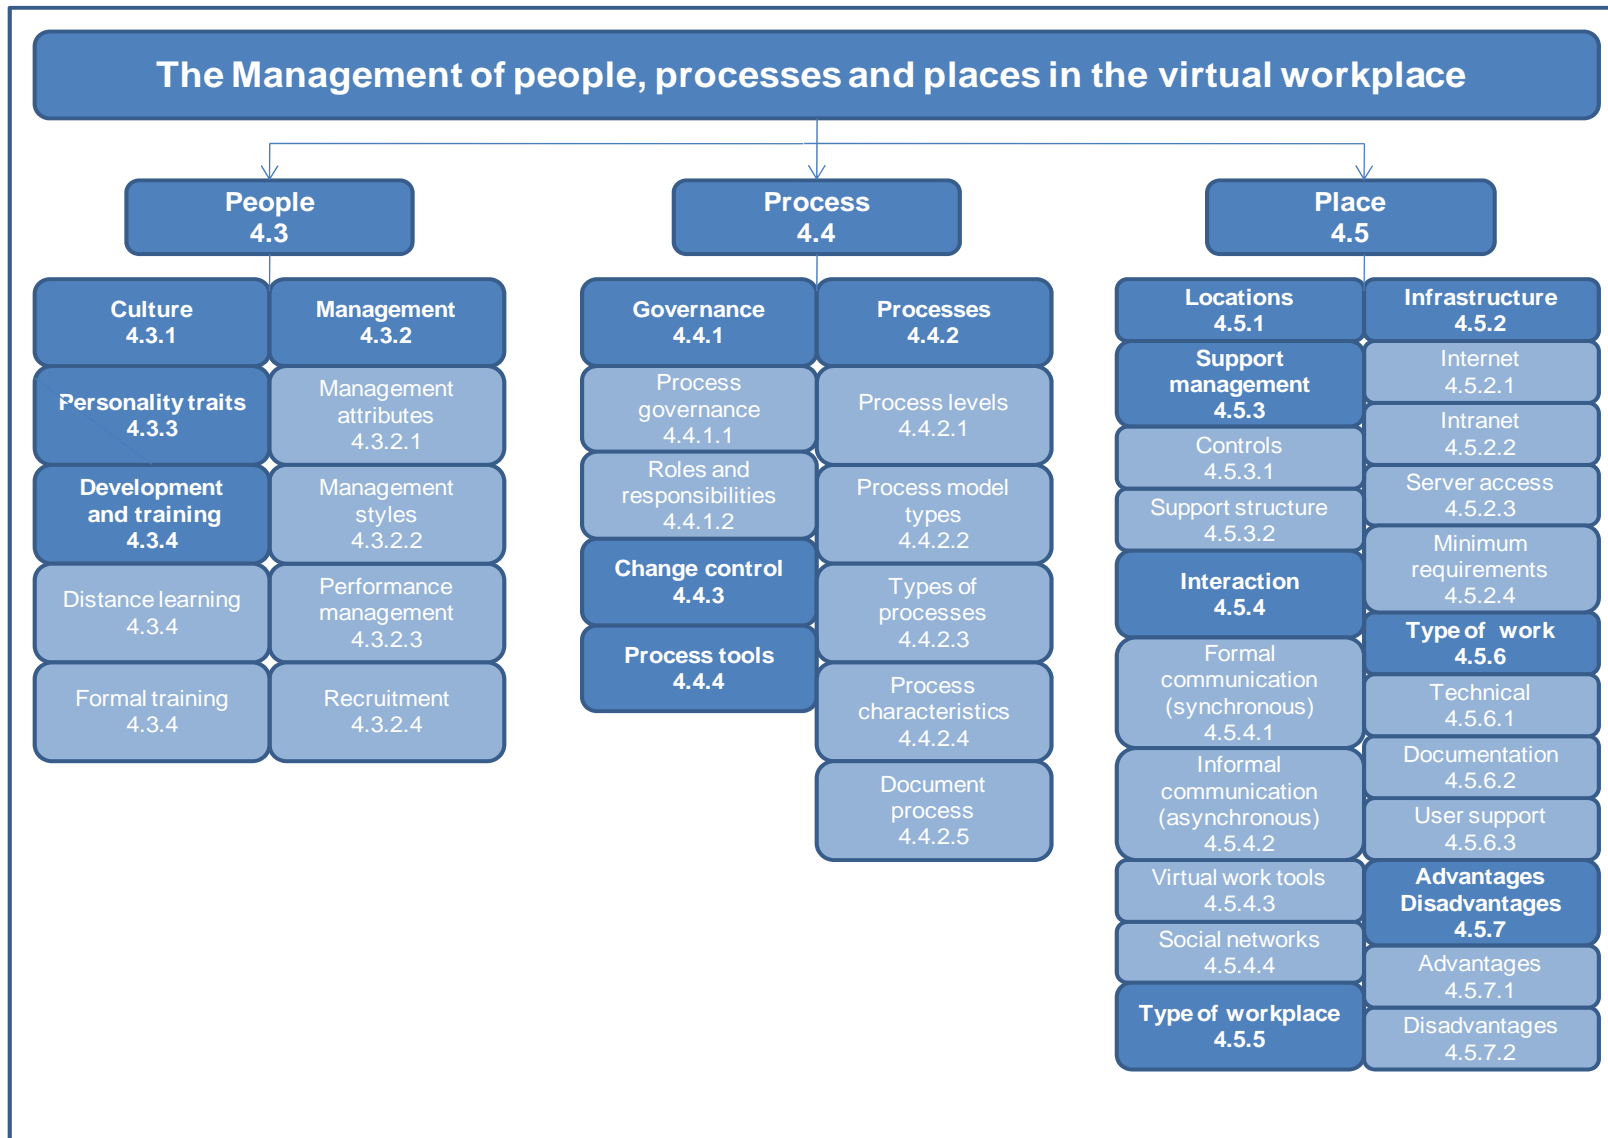 The Management of people, processes and places in the virtual workplace
People
4.3
Process
4.4
Place
4.5
Culture
4.3.1
Personality traits
4.3.3
Development
and training
4.3.4
Distance learning
4.3.4
Formal training
4.3.4
Management
4.3.2
Management
attributes
4.3.2.1
Management
styles
4.3.2.2
Performance
management
4.3.2.3
Recruitment
4.3.2.4
Governance
4.4.1
Process
governance
4.4.1.1
Roles and
responsibilities
4.4.1.2
Change control
4.4.3
Process tools
4.4.4
Processes
4.4.2
Process levels
4.4.2.1
Process model
types
4.4.2.2
Types of
processes
4.4.2.3
Process
characteristics
4.4.2.4
Document
process
4.4.2.5
Locations
4.5.1
Support
management
4.5.3
Controls
4.5.3.1
Support structure
4.5.3.2
Interaction
4.5.4
Formal
communication
(synchronous)
4.5.4.1
Informal
communication
(asynchronous)
4.5.4.2
Virtual work tools
4.5.4.3
Social networks
4.5.4.4
Type of workplace
4.5.5
Infrastructure
4.5.2
Internet
4.5.2.1
Intranet
4.5.2.2
Server access
4.5.2.3
Minimum
requirements
4.5.2.4
Type of work
4.5.6
Technical
4.5.6.1
Documentation
4.5.6.2
User support
4.5.6.3
Advantages
Disadvantages
4.5.7
Advantages
4.5.7.1
Disadvantages
4.5.7.2